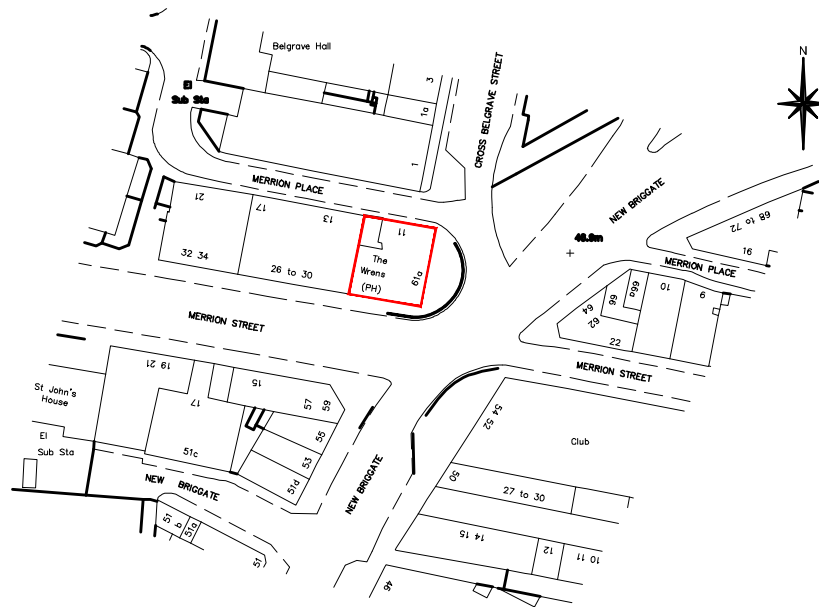 Belgrave Hall
El
Sub Sta
3
1a
1
CROSS BELGRAVE STREET
N
MERRION PLACE
NEW BRIGGATE
21
17
13
11
The
Wrens
(PH)
61a
32 34
26 to 30
48.8m
68 to 72
16
MERRION PLACE
10
9
66a
66
64
62
22
MERRION STREET
MERRION STREET
19 21
15
17
57
59
55
53
51d
51c
St John's
House
El
Sub Sta
NEW BRIGGATE
NEW BRIGGATE
54 52
Club
50
27 to 30
14 15
12
10 11
51
b
51a
51
46